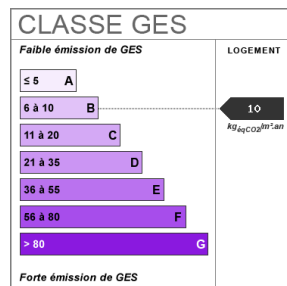 CLASSE GES
Faible émission de GES
LOGEMENT
≤ 5 A
6 à 10 B
10
kgéqCO2/m².an
11 à 20 C
21 à 35 D
36 à 55 E
56 à 80 F
> 80 G
Forte émission de GES